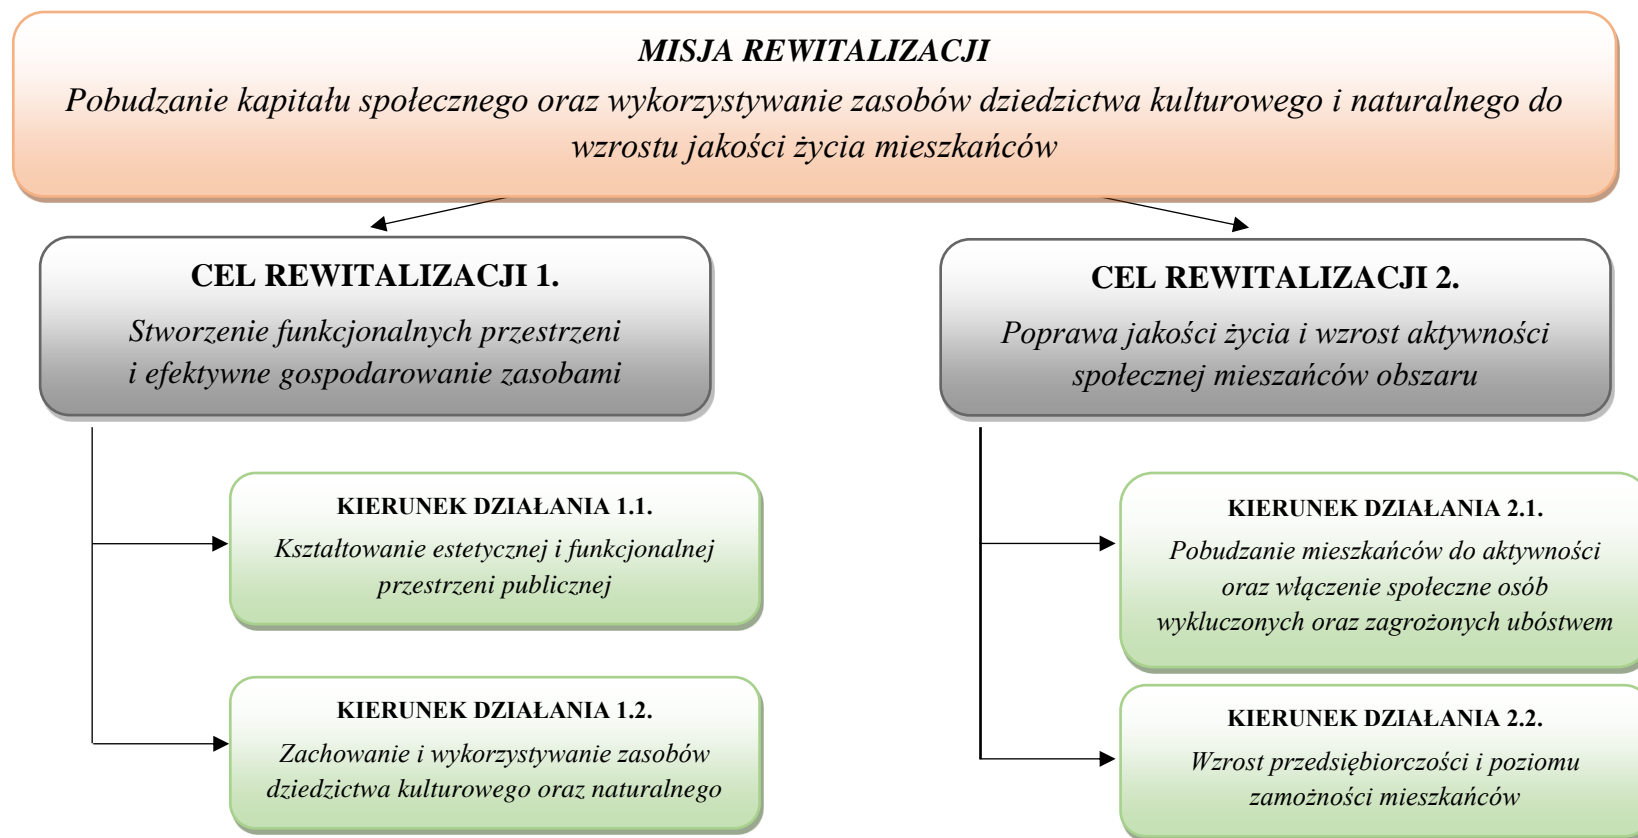 MISJA REWITALIZACJI
Pobudzanie kapitału społecznego oraz wykorzystywanie zasobów dziedzictwa kulturowego i naturalnego do
wzrostu jakości życia mieszkańców
CEL REWITALIZACJI 1.
Stworzenie funkcjonalnych przestrzeni
i efektywne gospodarowanie zasobami
CEL REWITALIZACJI 2.
Poprawa jakości życia i wzrost aktywności
społecznej mieszańców obszaru
KIERUNEK DZIAŁANIA 1.1.
Kształtowanie estetycznej i funkcjonalnej
przestrzeni publicznej
KIERUNEK DZIAŁANIA 1.2.
Zachowanie i wykorzystywanie zasobów
dziedzictwa kulturowego oraz naturalnego
KIERUNEK DZIAŁANIA 2.1.
Pobudzanie mieszkańców do aktywności
oraz włączenie społeczne osób
wykluczonych oraz zagrożonych ubóstwem
KIERUNEK DZIAŁANIA 2.2.
Wzrost przedsiębiorczości i poziomu
zamożności mieszkańców